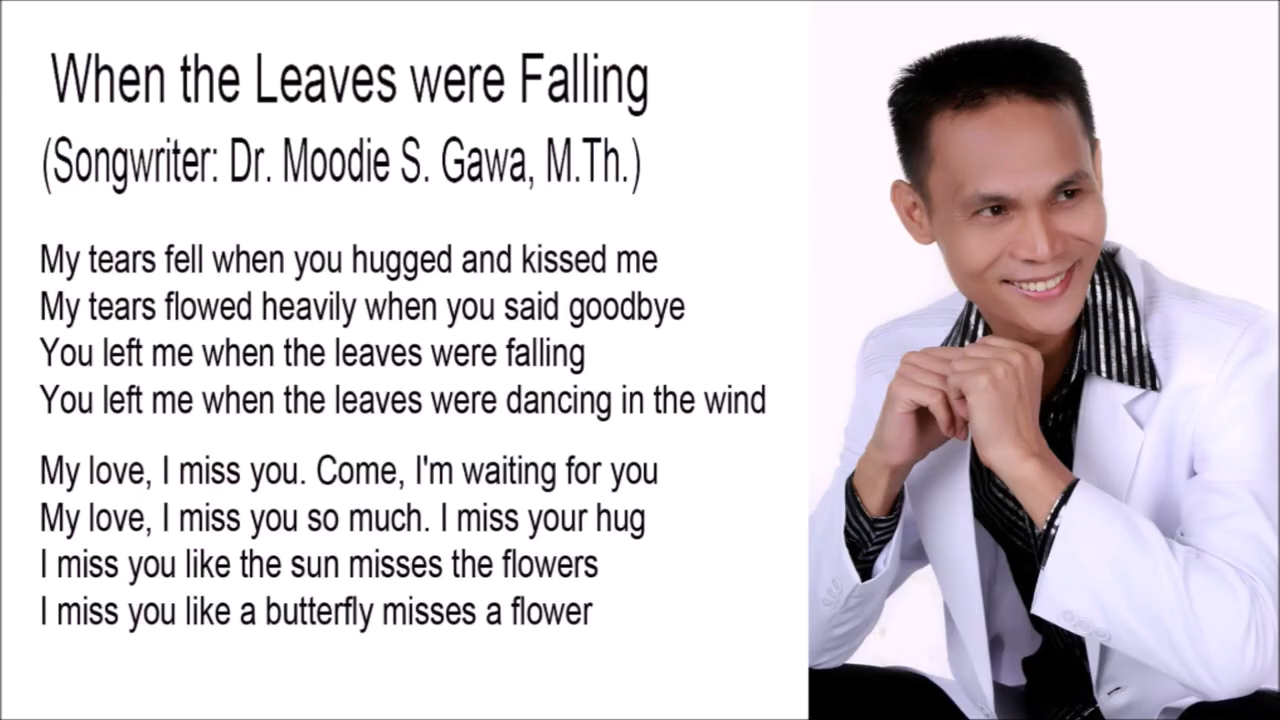 When the Leaves were Falling
(Songwriter: Dr. Moodie S. Gawa, M.Th.)
My tears fell when you hugged and kissed me
My tears flowed heavily when you said goodbye
You left me when the leaves were falling
You left me when the leaves were dancing in the wind
My love, I miss you. Come, I'm waiting for you
My love, I miss you so much. I miss your hug
I miss you like the sun misses the flowers
I miss you like a butterfly misses a flower